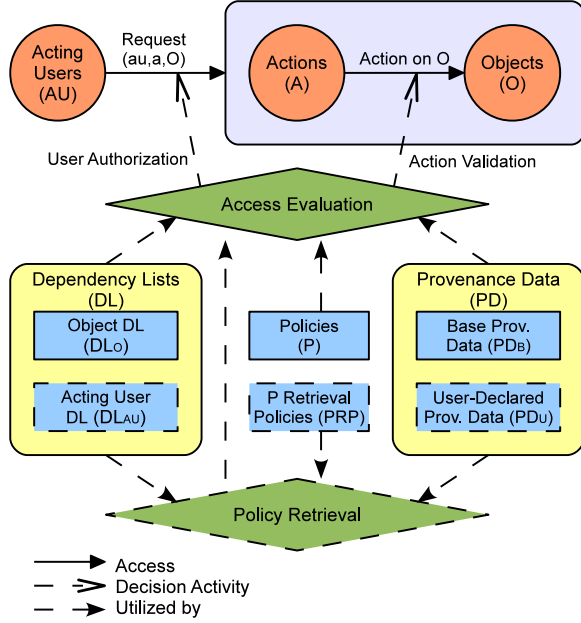 Acting
Users
(AU)
Request
(au,a,O)
Actions
(A)
Action on O
Objects
(O)
User Authorization
Action Validation
Access Evaluation
Dependency Lists
(DL)
Object DL
(DLO)
Acting User
DL (DLAU)
Policies
(P)
P Retrieval
Policies (PRP)
Provenance Data
(PD)
Base Prov.
Data (PDB)
User-Declared
Prov. Data (PDU)
Policy Retrieval
Access
Decision Activity
Utilized by